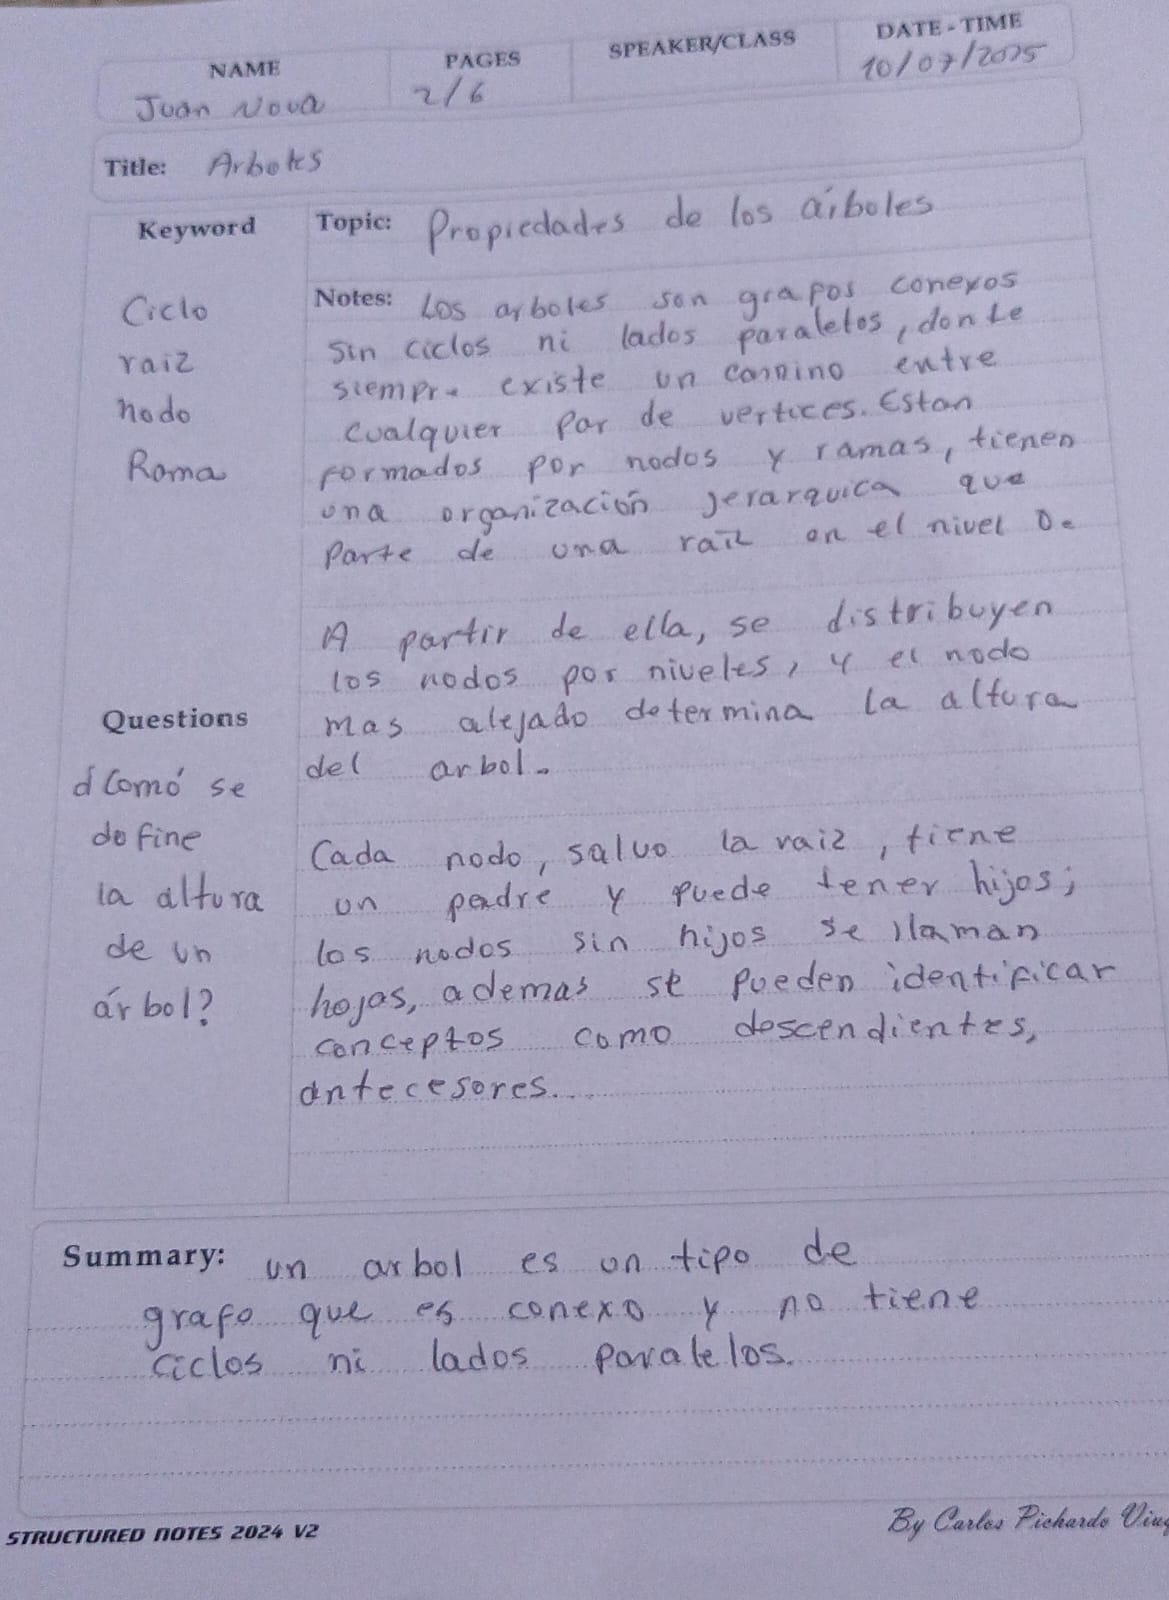 NAME
Juan Nova
PAGES
2/6
SPEAKER/CLASS
DATE - TIME
10/07/2025
Title: Arboles
Keyword
Ciclo
raiz
nodo
Rama
Topic: Propiedades de los árboles
Notes: Los arboles son grafos conexos
sin ciclos ni lados paralelos, donde
siempre existe un camino entre
cualquier par de vertices. Estan
formados por nodos y ramas, tienen
una organización jerarquica que
parte de una raíz en el nivel 0.
A partir de ella, se distribuyen
los nodos por niveles, y el nodo
mas alejado determina la altura
del arbol.
Cada nodo, salvo la raiz, tiene
un padre y puede tener hijos;
los nodos sin hijos se llaman
hojas, ademas se pueden identificar
conceptos como descendientes,
antecesores...
Questions
¿Comó se
define
la altura
de un
árbol?
Summary: un arbol es un tipo de
grafo que es conexo y no tiene
ciclos ni lados paralelos.
STRUCTURED NOTES 2024 V2
By Carlos Pichardo